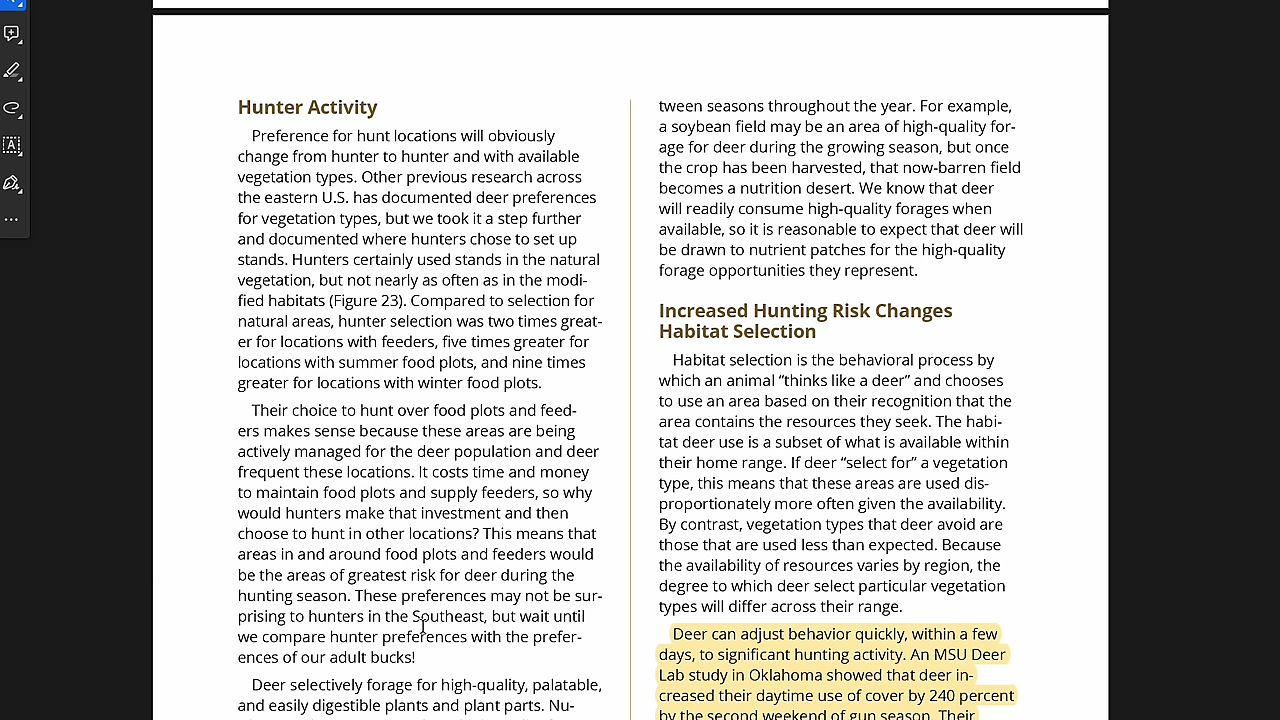 Hunter Activity
Preference for hunt locations will obviously
change from hunter to hunter and with available
vegetation types. Other previous research across
the eastern U.S. has documented deer preferences
for vegetation types, but we took it a step further
and documented where hunters chose to set up
stands. Hunters certainly used stands in the natural
vegetation, but not nearly as often as in the modi-
fied habitats (Figure 23). Compared to selection for
natural areas, hunter selection was two times great-
er for locations with feeders, five times greater for
locations with summer food plots, and nine times
greater for locations with winter food plots.
Their choice to hunt over food plots and feed-
ers makes sense because these areas are being
actively managed for the deer population and deer
frequent these locations. It costs time and money
to maintain food plots and supply feeders, so why
would hunters make that investment and then
choose to hunt in other locations? This means that
areas in and around food plots and feeders would
be the areas of greatest risk for deer during the
hunting season. These preferences may not be sur-
prising to hunters in the Southeast, but wait until
we compare hunter preferences with the prefer-
ences of our adult bucks!
Deer selectively forage for high-quality, palatable,
and easily digestible plants and plant parts. Nu-
tween seasons throughout the year. For example,
a soybean field may be an area of high-quality for-
age for deer during the growing season, but once
the crop has been harvested, that now-barren field
becomes a nutrition desert. We know that deer
will readily consume high-quality forages when
available, so it is reasonable to expect that deer will
be drawn to nutrient patches for the high-quality
forage opportunities they represent.
Increased Hunting Risk Changes
Habitat Selection
Habitat selection is the behavioral process by
which an animal “thinks like a deer” and chooses
to use an area based on their recognition that the
area contains the resources they seek. The habi-
tat deer use is a subset of what is available within
their home range. If deer “select for” a vegetation
type, this means that these areas are used dis-
proportionately more often given the availability.
By contrast, vegetation types that deer avoid are
those that are used less than expected. Because
the availability of resources varies by region, the
degree to which deer select particular vegetation
types will differ across their range.
Deer can adjust behavior quickly, within a few
days, to significant hunting activity. An MSU Deer
Lab study in Oklahoma showed that deer in-
creased their daytime use of cover by 240 percent
by the second weekend of gun season. Their